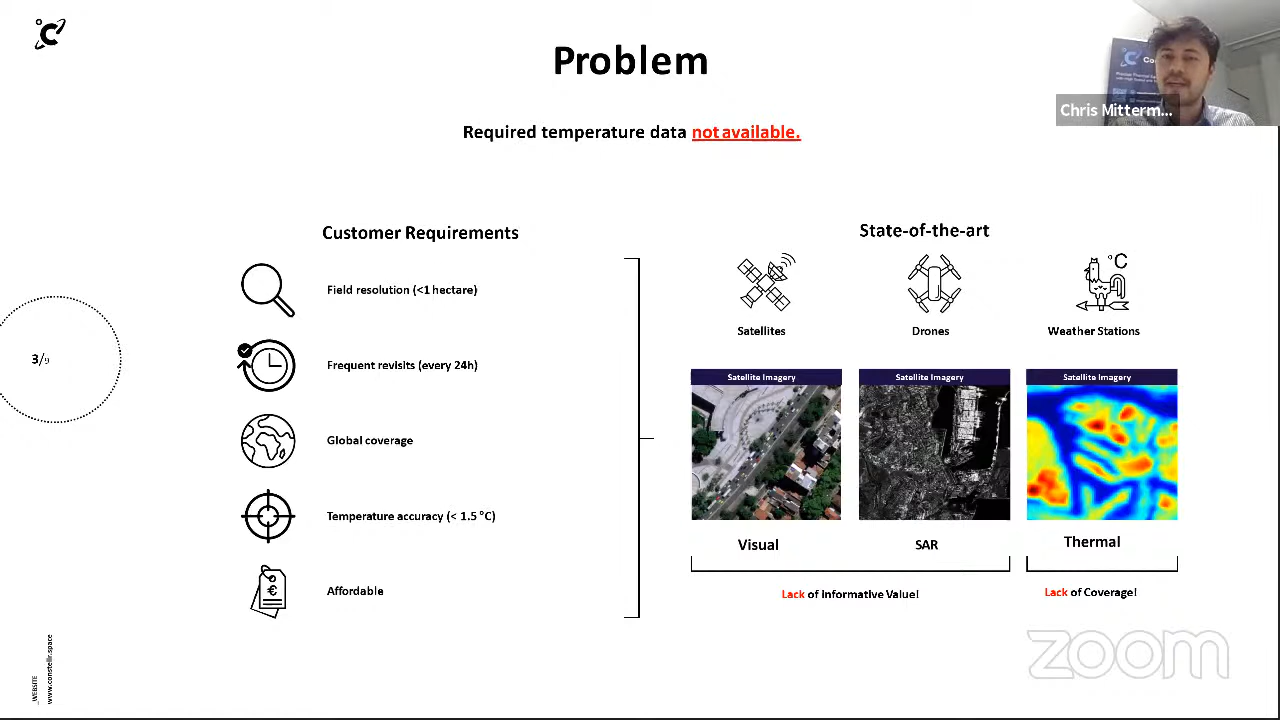 Problem
Required temperature data not available.
Chris Mitterm...
Customer Requirements
Field resolution (<1 hectare)
Frequent revisits (every 24h)
Global coverage
Temperature accuracy (< 1.5 °C)
Affordable
3/9
_WEBSITE
www.constellr.space
State-of-the-art
°C
Satellites
Drones
Weather Stations
Satellite Imagery
Satellite Imagery
Satellite Imagery
Visual
SAR
Thermal
Lack of informative Value!
Lack of Coverage!
zoom